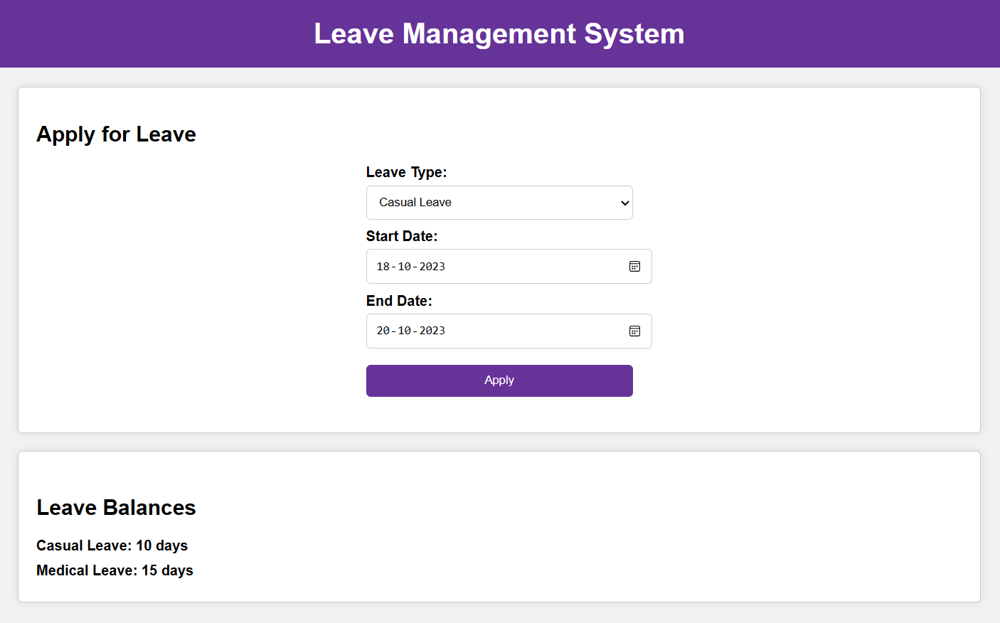 Leave Management System
Apply for Leave
Leave Type:
Casual Leave
Start Date:
18-10-2023
End Date:
20-10-2023
Apply
Leave Balances
Casual Leave: 10 days
Medical Leave: 15 days